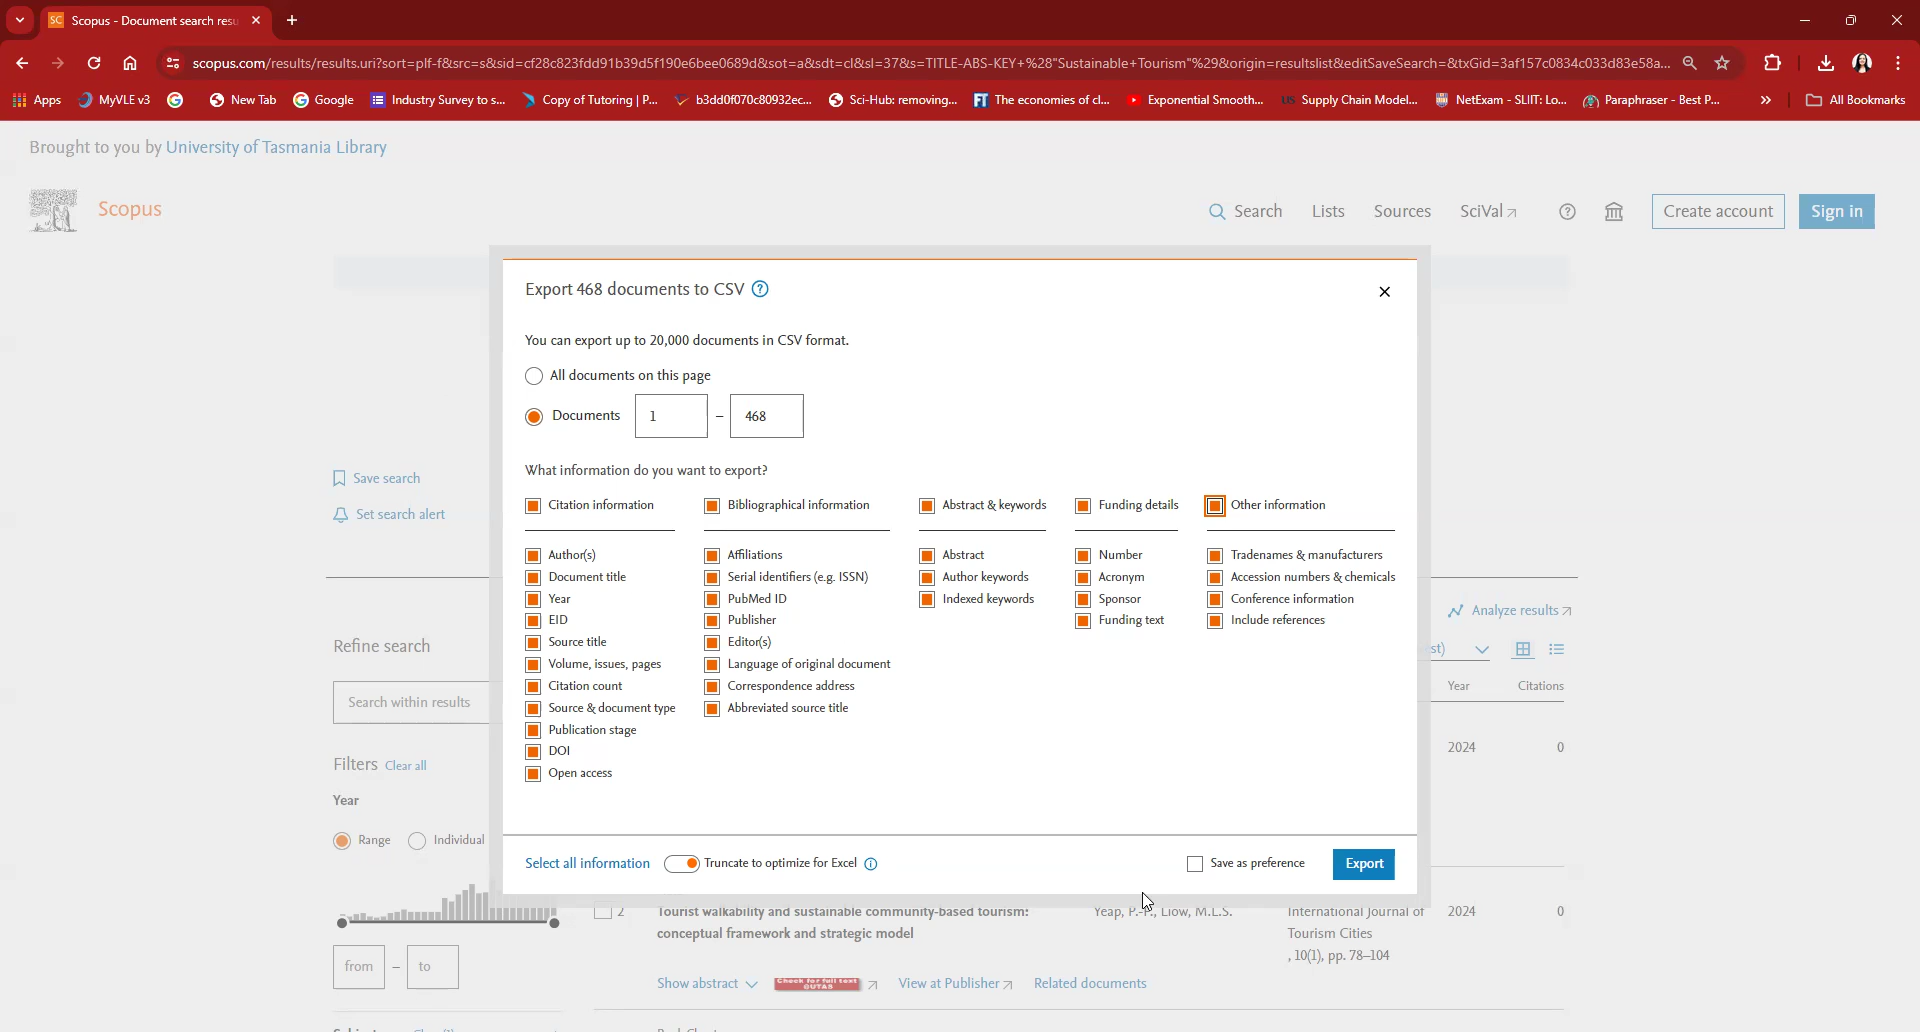 SC Scopus - Document search resu
scopus.com/results/results.uri?sort=plf-f&src=s&sid=cf28c823fdd91b39d5f190e6bee0689d&sot=a&sdt=cl&sl=37&s=TITLE-ABS-KEY+%28"Sustainable+Tourism"%29&origin=resultslist&editSaveSearch=&txGid=3af157c0834c033d83e58a...
Apps MyVLE v3 New Tab Google Industry Survey to s... Copy of Tutoring | P... b3dd0f070c80932ec... Sci-Hub: removing... FT The economies of cl... Exponential Smooth... US Supply Chain Model... NetExam - SLIIT: Lo... Paraphraser - Best P... » All Bookmarks
Brought to you by University of Tasmania Library
Scopus
Search Lists Sources SciVal Create account Sign in
Export 468 documents to CSV
You can export up to 20,000 documents in CSV format.
All documents on this page
Documents 1 – 468
What information do you want to export?
Save search
Set search alert
Citation information
Author(s)
Document title
Year
EID
Source title
Volume, issues, pages
Citation count
Source & document type
Publication stage
DOI
Open access
Bibliographical information
Affiliations
Serial identifiers (e.g. ISSN)
PubMed ID
Publisher
Editor(s)
Language of original document
Correspondence address
Abbreviated source title
Abstract & keywords
Abstract
Author keywords
Indexed keywords
Funding details
Number
Acronym
Sponsor
Funding text
Other information
Tradenames & manufacturers
Accession numbers & chemicals
Conference information
Include references
Select all information Truncate to optimize for Excel Save as preference Export
Refine search
Search within results
Filters Clear all
Year
Range Individual
from – to
Analyze results
st)
Year Citations
2024 0
2 Tourist walkability and sustainable community-based tourism: Yeap, P.-P., Liow, M.L.S. International Journal of 2024 0
conceptual framework and strategic model Tourism Cities
, 10(1), pp. 78–104
Show abstract Check for full text View at Publisher Related documents